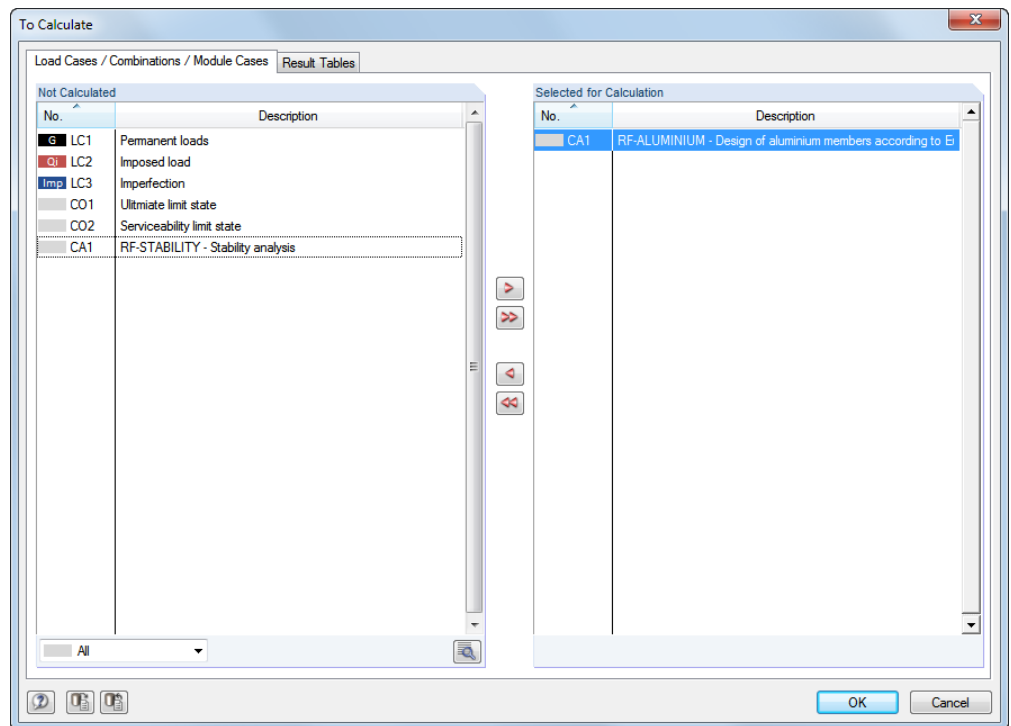 To Calculate
Load Cases / Combinations / Module Cases Result Tables
Not Calculated
No. Description
G LC1 Permanent loads
Qi LC2 Imposed load
Imp LC3 Imperfection
CO1 Ulitmiate limit state
CO2 Serviceability limit state
CA1 RF-STABILITY - Stability analysis
All
Selected for Calculation
No. Description
CA1 RF-ALUMINIUM - Design of aluminium members according to
OK Cancel